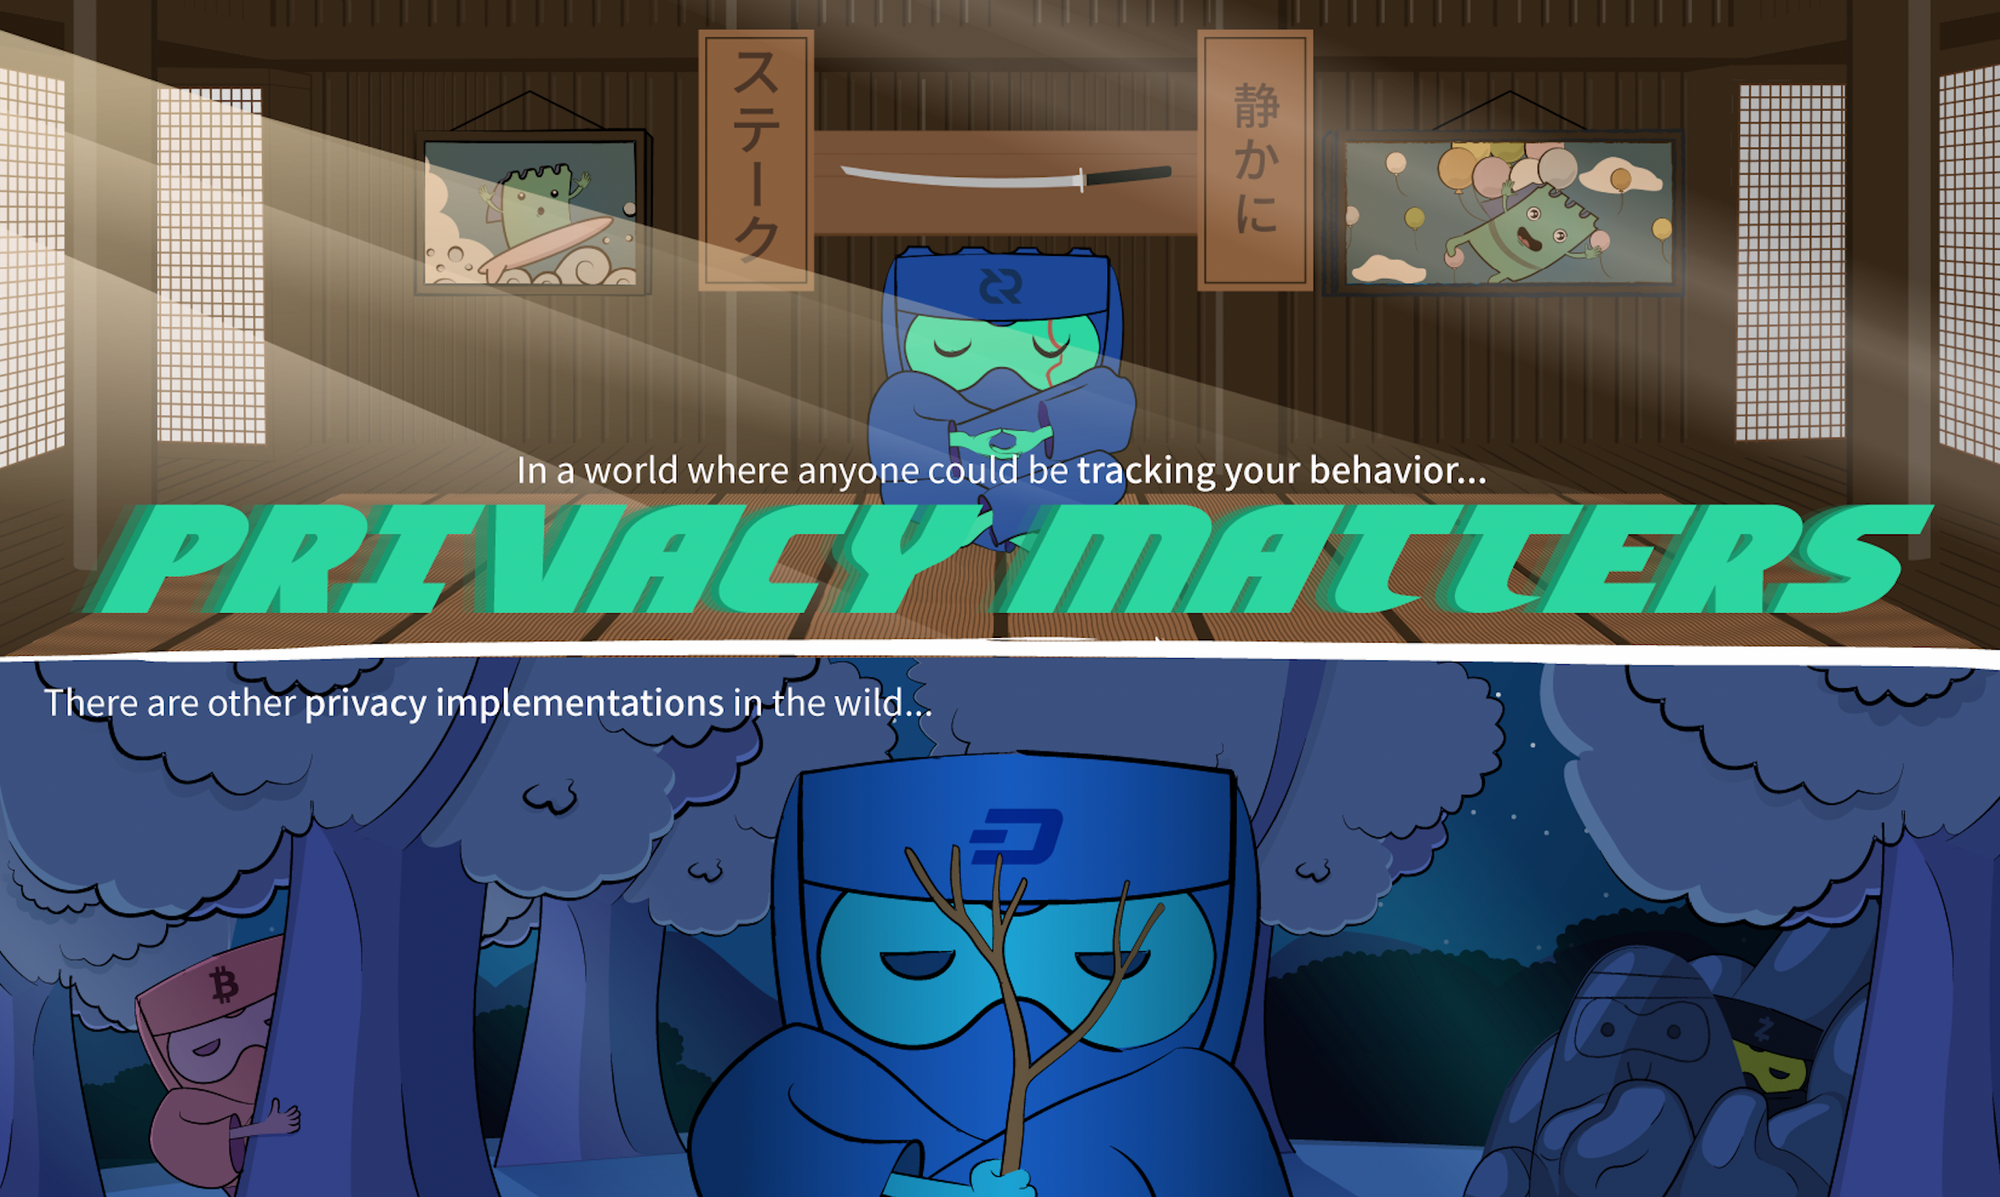 ステーク
静かに
In a world where anyone could be tracking your behavior...
PRIVACY MATTERS
There are other privacy implementations in the wild...